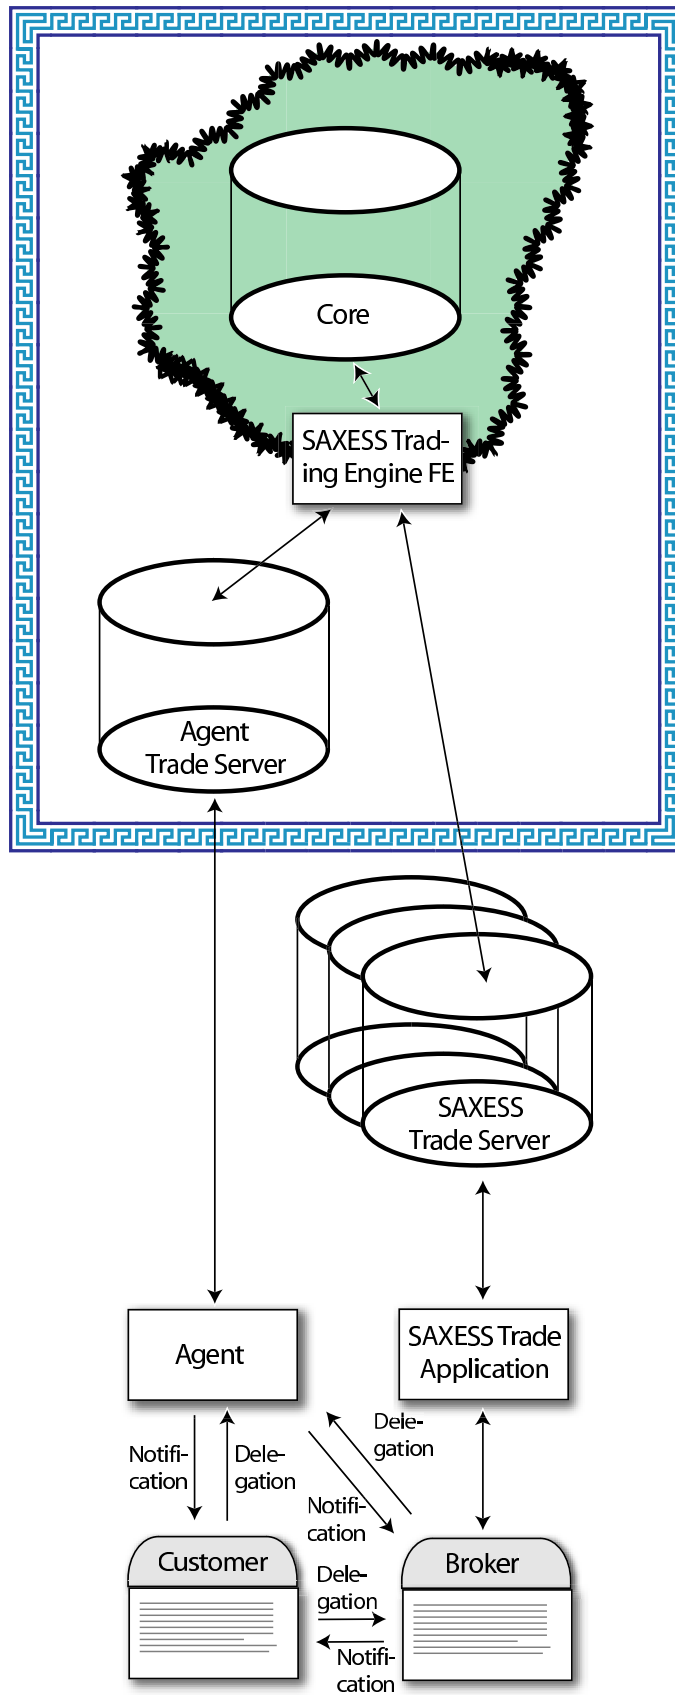 Core
SAXESS Trad-
ing Engine FE
Agent
Trade Server
SAXESS
Trade Server
Agent
SAXESS Trade
Application
Notifi-
cation
Dele-
gation
Dele-
gation
Notifi-
cation
Customer
Broker
Dele-
gation
Notifi-
cation